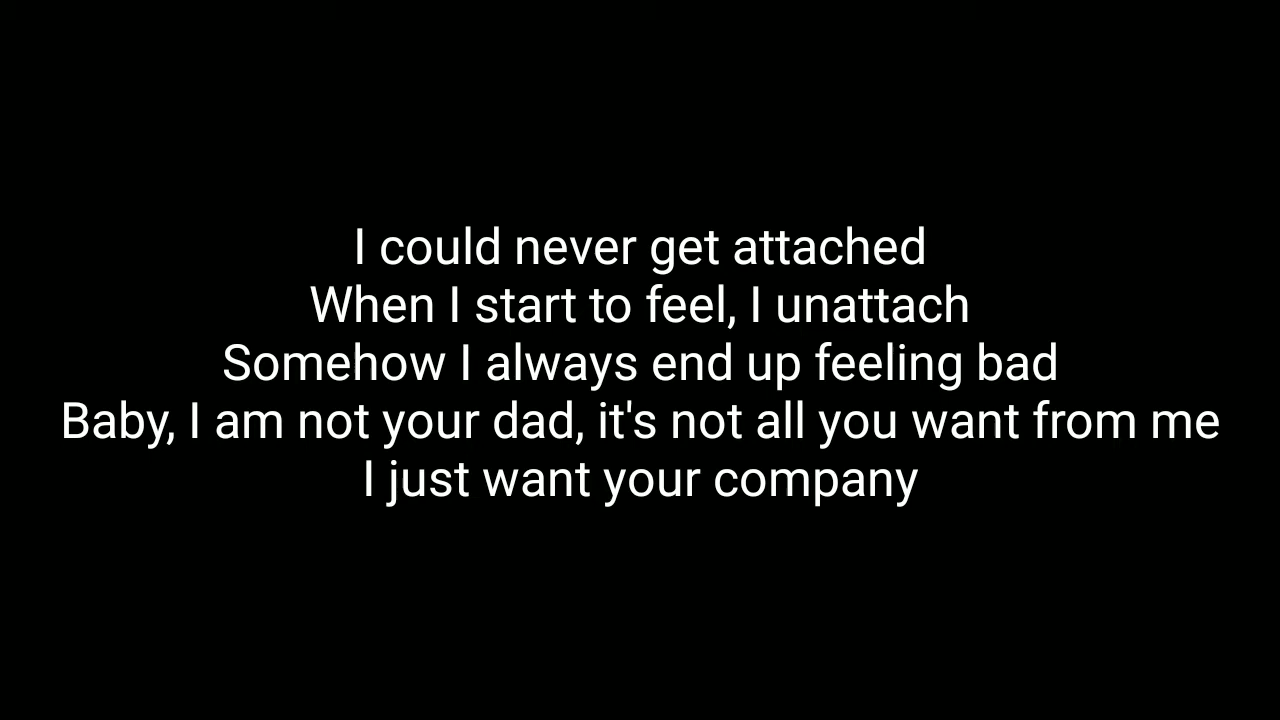 I could never get attached
When I start to feel, I unattach
Somehow I always end up feeling bad
Baby, I am not your dad, it's not all you want from me
I just want your company